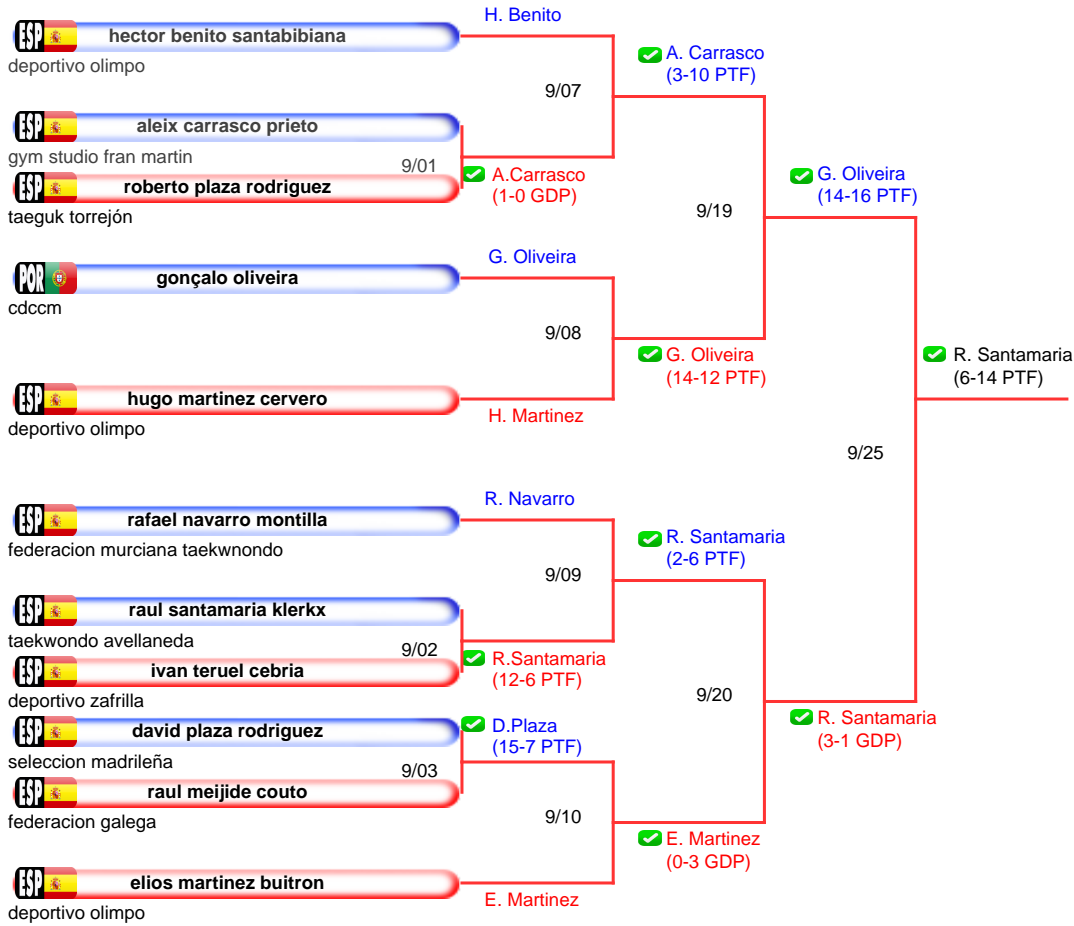 H. Benito
ESP hector benito santabibiana
deportivo olimpo
A. Carrasco
(3-10 PTF)
9/07
ESP aleix carrasco prieto
gym studio fran martin
9/01
A.Carrasco
(1-0 GDP)
ESP roberto plaza rodriguez
taeguk torrejón
G. Oliveira
(14-16 PTF)
9/19
G. Oliveira
POR gonçalo oliveira
cdccm
9/08
G. Oliveira
(14-12 PTF)
R. Santamaria
(6-14 PTF)
ESP hugo martinez cervero
deportivo olimpo
H. Martinez
9/25
R. Navarro
ESP rafael navarro montilla
federacion murciana taekwnondo
R. Santamaria
(2-6 PTF)
9/09
ESP raul santamaria klerkx
taekwondo avellaneda
9/02
R.Santamaria
(12-6 PTF)
ESP ivan teruel cebria
deportivo zafrilla
9/20
R. Santamaria
(3-1 GDP)
ESP david plaza rodriguez
seleccion madrileña
D.Plaza
(15-7 PTF)
9/03
ESP raul meijide couto
federacion galega
9/10
E. Martinez
(0-3 GDP)
ESP elios martinez buitron
deportivo olimpo
E. Martinez